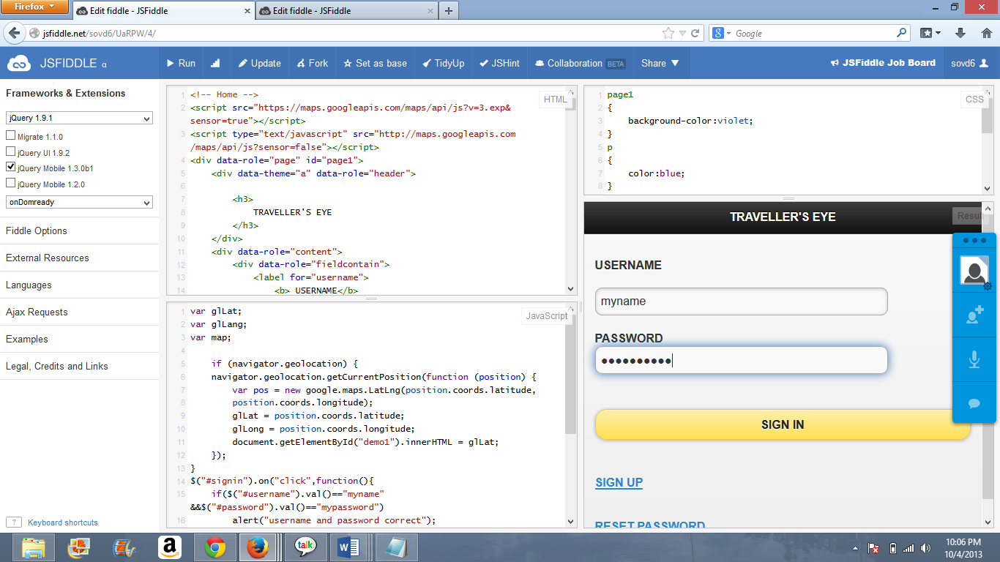 Firefox
Edit fiddle - JSFiddle
Edit fiddle - JSFiddle
jsfiddle.net/sovd6/UaRPW/4/
Google
JSFIDDLE α
Run
Update
Fork
Set as base
TidyUp
JSHint
Collaboration BETA
Share
JSFiddle Job Board
sovd6
Frameworks & Extensions
jQuery 1.9.1
Migrate 1.1.0
jQuery UI 1.9.2
jQuery Mobile 1.3.0b1
jQuery Mobile 1.2.0
onDomready
Fiddle Options
External Resources
Languages
Ajax Requests
Examples
Legal, Credits and Links
? Keyboard shortcuts
HTML
1 <!-- Home -->
2 <script src="https://maps.googleapis.com/maps/api/js?v=3.exp&
sensor=true"></script>
3 <script type="text/javascript" src="http://maps.googleapis.com
/maps/api/js?sensor=false"></script>
4 <div data-role="page" id="page1">
5 <div data-theme="a" data-role="header">
6
7 <h3>
8 TRAVELLER'S EYE
9 </h3>
10 </div>
11 <div data-role="content">
12 <div data-role="fieldcontain">
13 <label for="username">
14 <b> USERNAME</b>
JavaScript
1 var glLat;
2 var glLang;
3 var map;
4
5 if (navigator.geolocation) {
6 navigator.geolocation.getCurrentPosition(function (position) {
7 var pos = new google.maps.LatLng(position.coords.latitude,
8 position.coords.longitude);
9 glLat = position.coords.latitude;
10 glLong = position.coords.longitude;
11 document.getElementById("demo1").innerHTML = glLat;
12 });
13 }
14 $("#signin").on("click",function(){
15 if($("#username").val()=="myname"
&&$("#password").val()=="mypassword")
16 alert("username and password correct");
CSS
1 page1
2 {
3 background-color:violet;
4 }
5 p
6 {
7 color:blue;
8 }
Result
TRAVELLER'S EYE
USERNAME
myname
PASSWORD
●●●●●●●●●●
SIGN IN
SIGN UP
RESET PASSWORD
a
talk
W
10:06 PM
10/4/2013